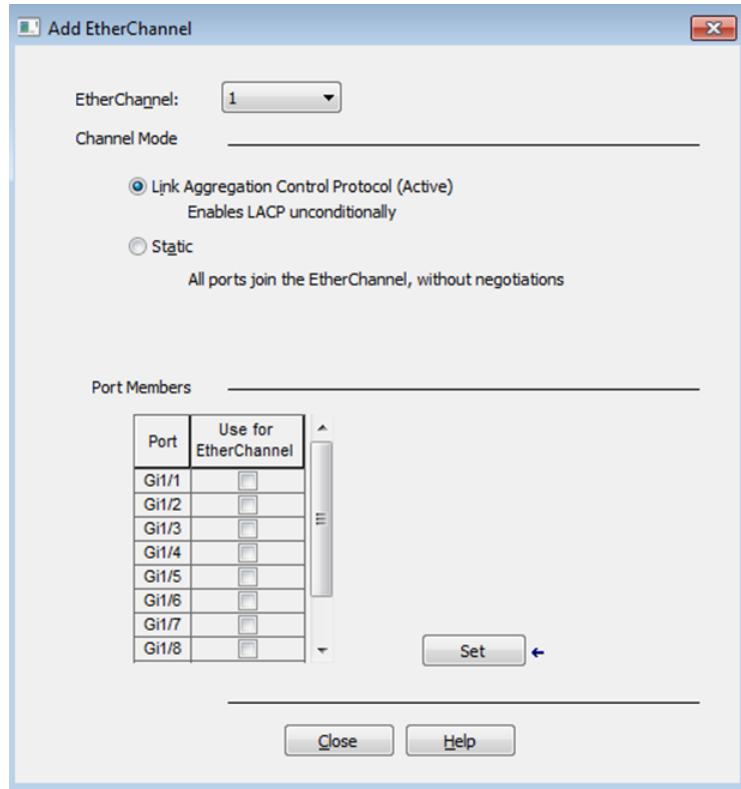 Add EtherChannel
EtherChannel: 1
Channel Mode
Link Aggregation Control Protocol (Active)
Enables LACP unconditionally
Static
All ports join the EtherChannel, without negotiations
Port Members
Port Use for EtherChannel
Gi1/1
Gi1/2
Gi1/3
Gi1/4
Gi1/5
Gi1/6
Gi1/7
Gi1/8
Set
Close Help